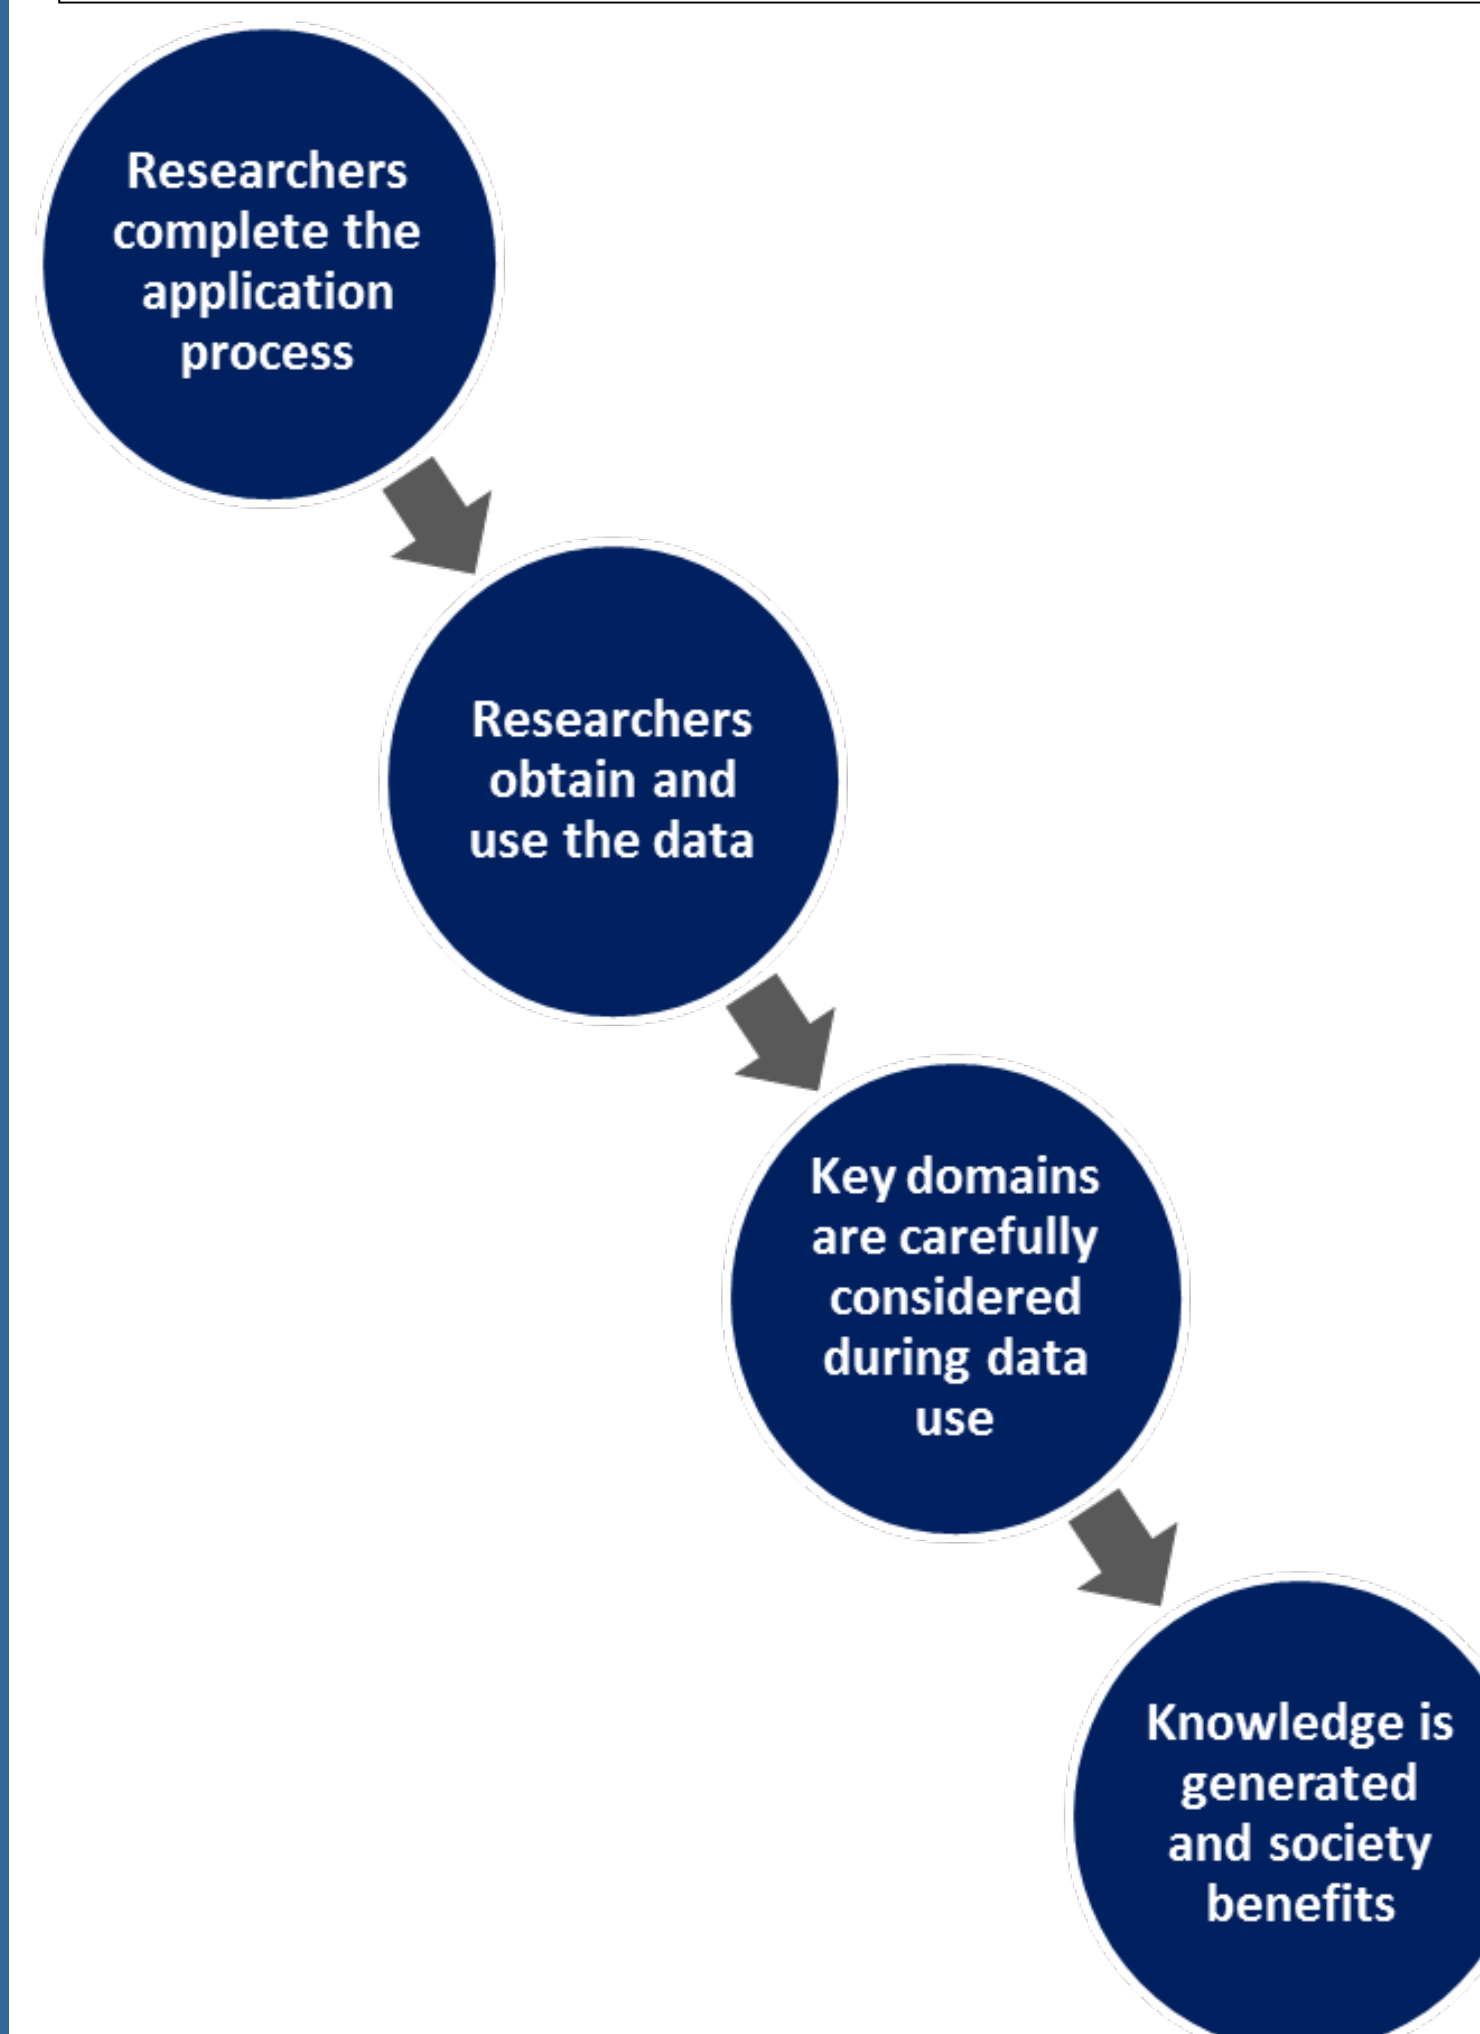 Researchers
complete the
application
process
Researchers
obtain and
use the data
Key domains
are carefully
considered
during data
use
Knowledge is
generated
and society
benefits